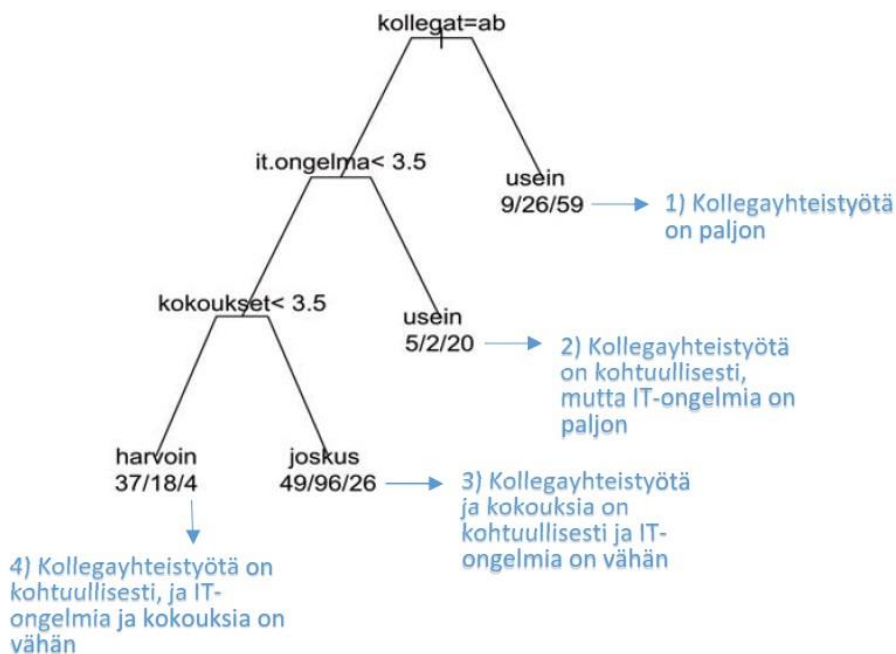 kollegat=ab
it.ongelma< 3.5
usein
9/26/59
1) Kollegayhteistyötä
on paljon
kokoukset< 3.5
usein
5/2/20
2) Kollegayhteistyötä
on kohtuullisesti,
mutta IT-ongelmia on
paljon
harvoin
37/18/4
joskus
49/96/26
3) Kollegayhteistyötä
ja kokouksia on
kohtuullisesti ja IT-
ongelmia on vähän
4) Kollegayhteistyötä on
kohtuullisesti, ja IT-
ongelmia ja kokouksia on
vähän